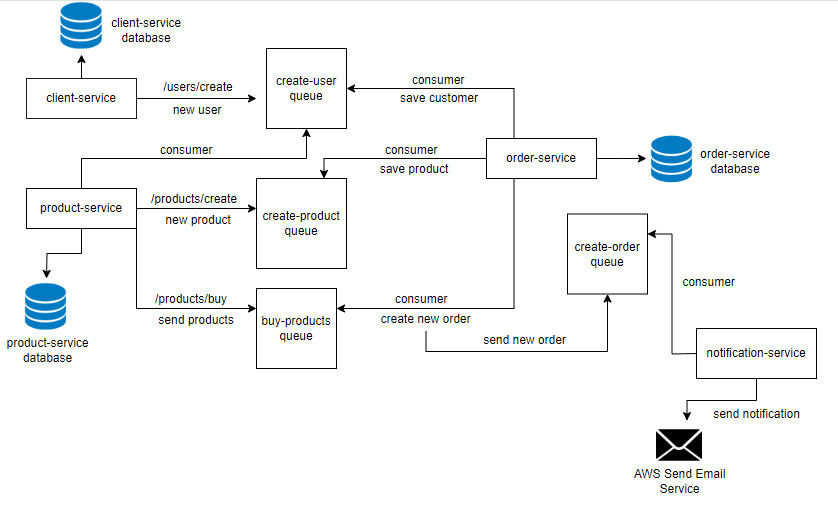 client-service
database
client-service
/users/create
new user
create-user
queue
consumer
save customer
consumer
consumer
save product
order-service
order-service
database
product-service
/products/create
new product
create-product
queue
create-order
queue
consumer
/products/buy
send products
buy-products
queue
consumer
create new order
send new order
product-service
database
notification-service
send notification
AWS Send Email
Service